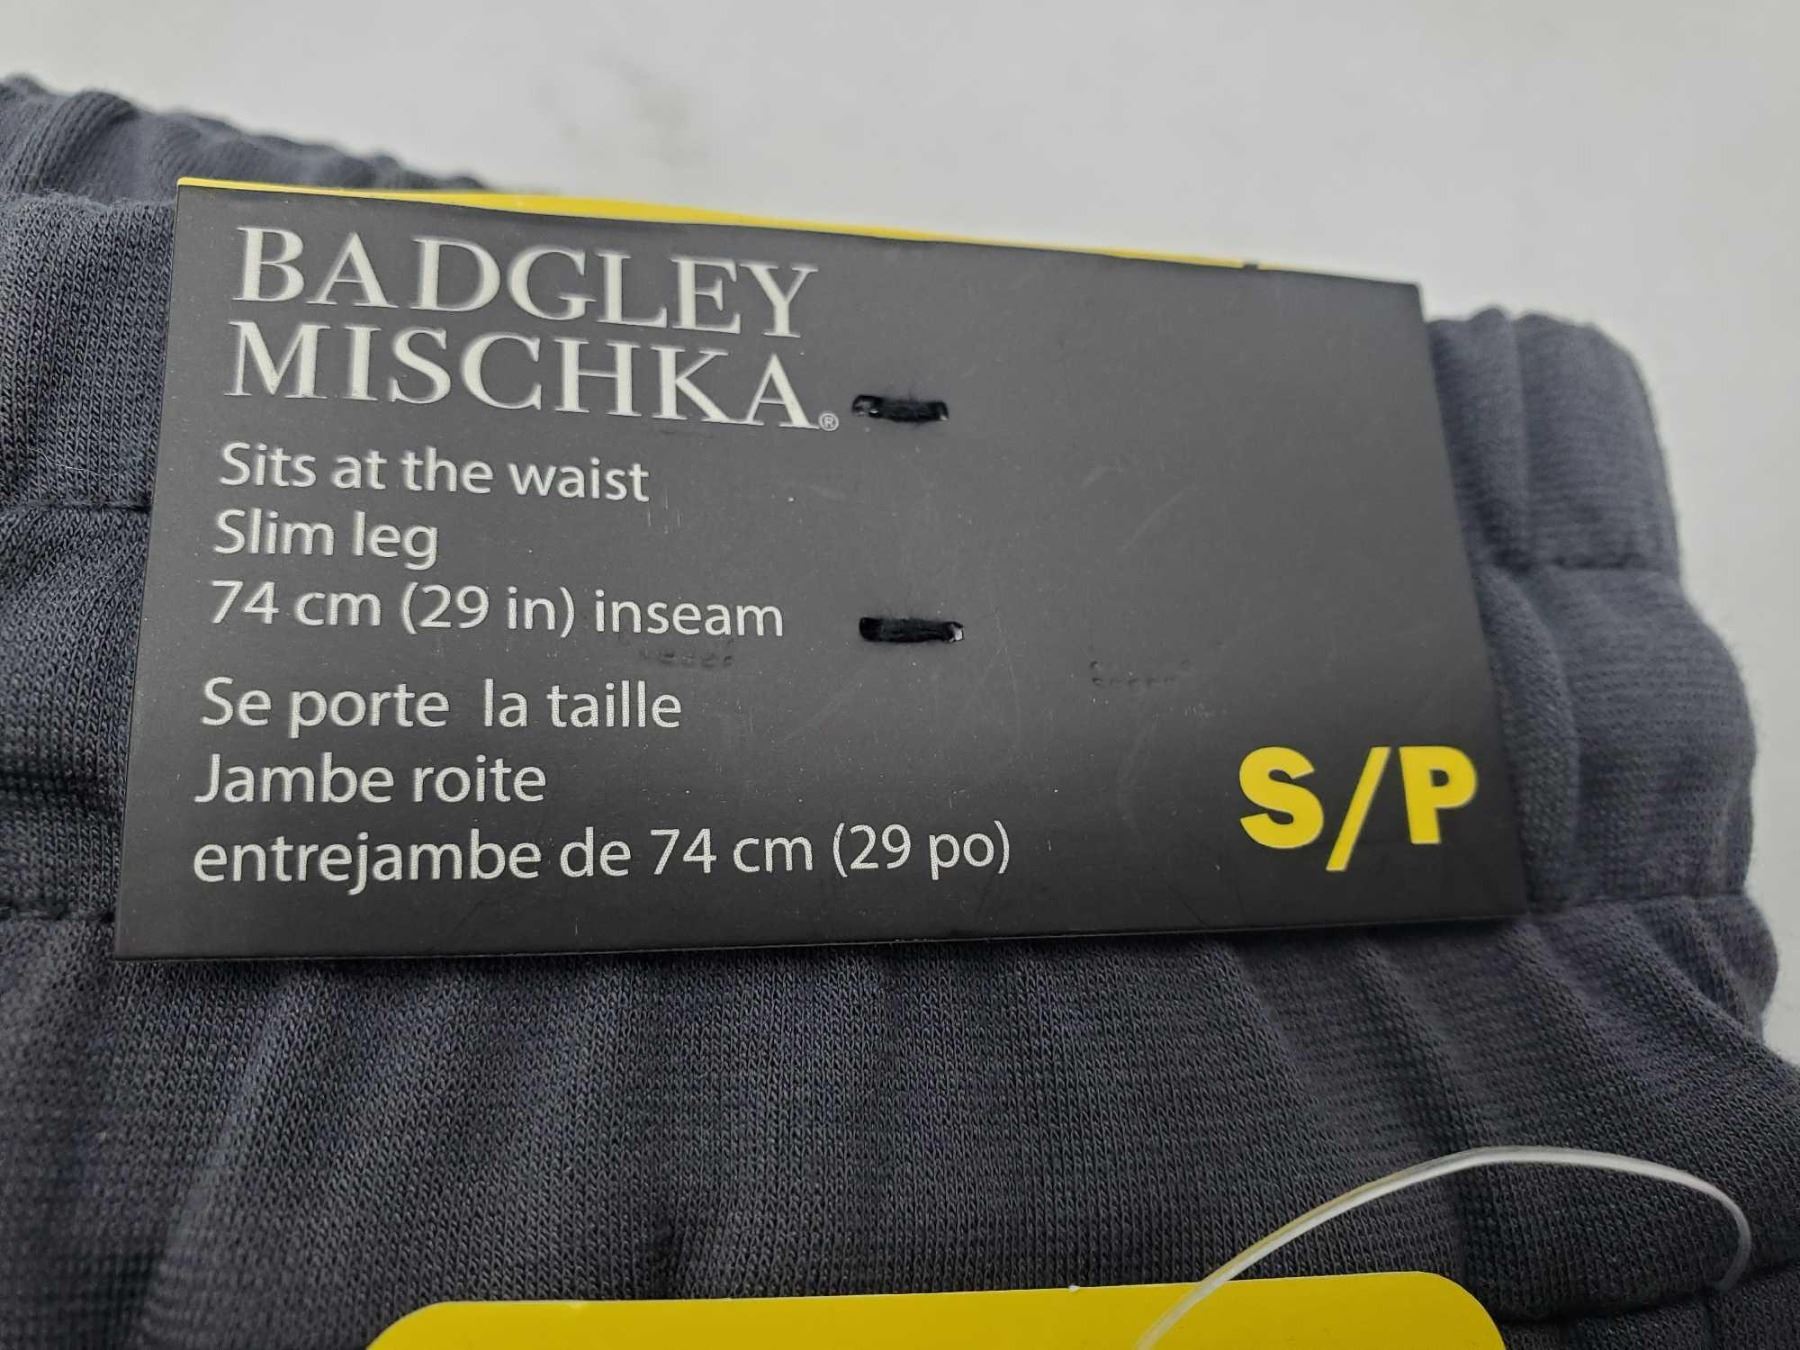 BADGLEY
MISCHKA®
Sits at the waist
Slim leg
74 cm (29 in) inseam
Se porte la taille
Jambe roite
entrejambe de 74 cm (29 po)
S/P